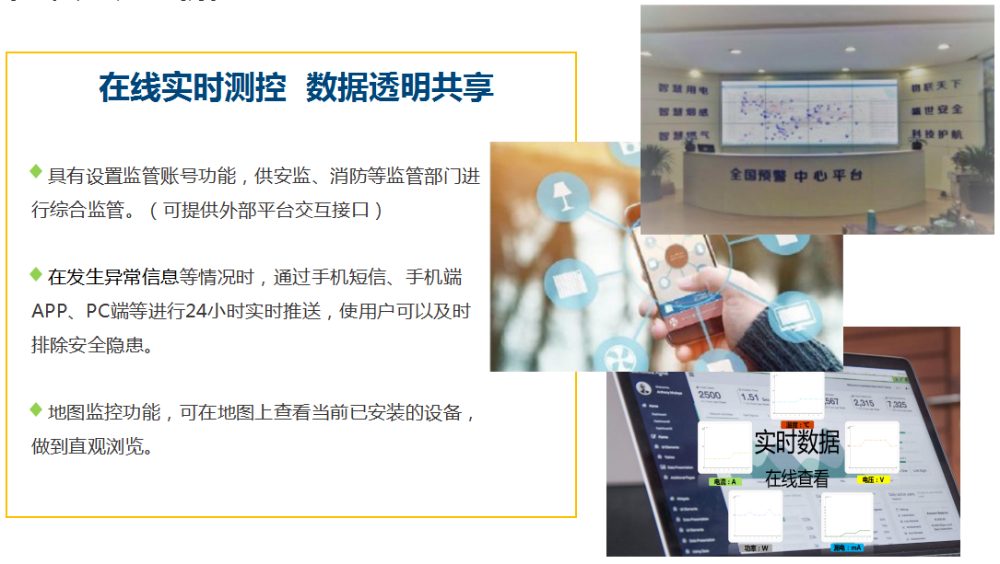 在线实时测控 数据透明共享
具有设置监管账号功能，供安监、消防等监管部门进
行综合监管。（可提供外部平台交互接口）
在发生异常信息等情况时，通过手机短信、手机端
APP、PC端等进行24小时实时推送，使用户可以及时
排除安全隐患。
地图监控功能，可在地图上查看当前已安装的设备，
做到直观浏览。
智慧用电
智慧烟感
智慧燃气
物联天下
盛世安全
科技护航
全国预警中心平台
2500
1.51
2,315
7,325
温度：℃
实时数据
在线查看
电流：A
电压：V
功率：W
漏电：mA